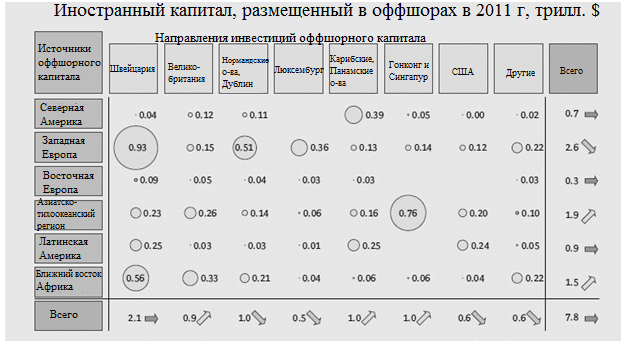 Иностранный капитал, размещенный в оффшорах в 2011 г, трилл. $
Направления инвестиций оффшорного капитала
Источники
оффшорного
капитала
Швейцария
Велико-
британия
Нормандские
о-ва,
Дублин
Люксембург
Карибские,
Панамские
о-ва
Гонконг и
Сингапур
США
Другие
Всего
Северная
Америка
0.04 0.12 0.11 0.39 0.05 0.00 0.02 0.7
Западная
Европа
0.93 0.15 0.51 0.36 0.13 0.14 0.12 0.22 2.6
Восточная
Европа
0.09 0.05 0.04 0.03 0.03 0.03 0.3
Азиатско-
тихоокеанский
регион
0.23 0.26 0.14 0.06 0.16 0.76 0.20 0.10 1.9
Латинская
Америка
0.25 0.03 0.03 0.01 0.25 0.24 0.05 0.9
Ближний восток
Африка
0.56 0.33 0.21 0.04 0.06 0.06 0.04 0.22 1.5
Всего
2.1 0.9 1.0 0.5 1.0 1.0 0.6 0.6 7.8